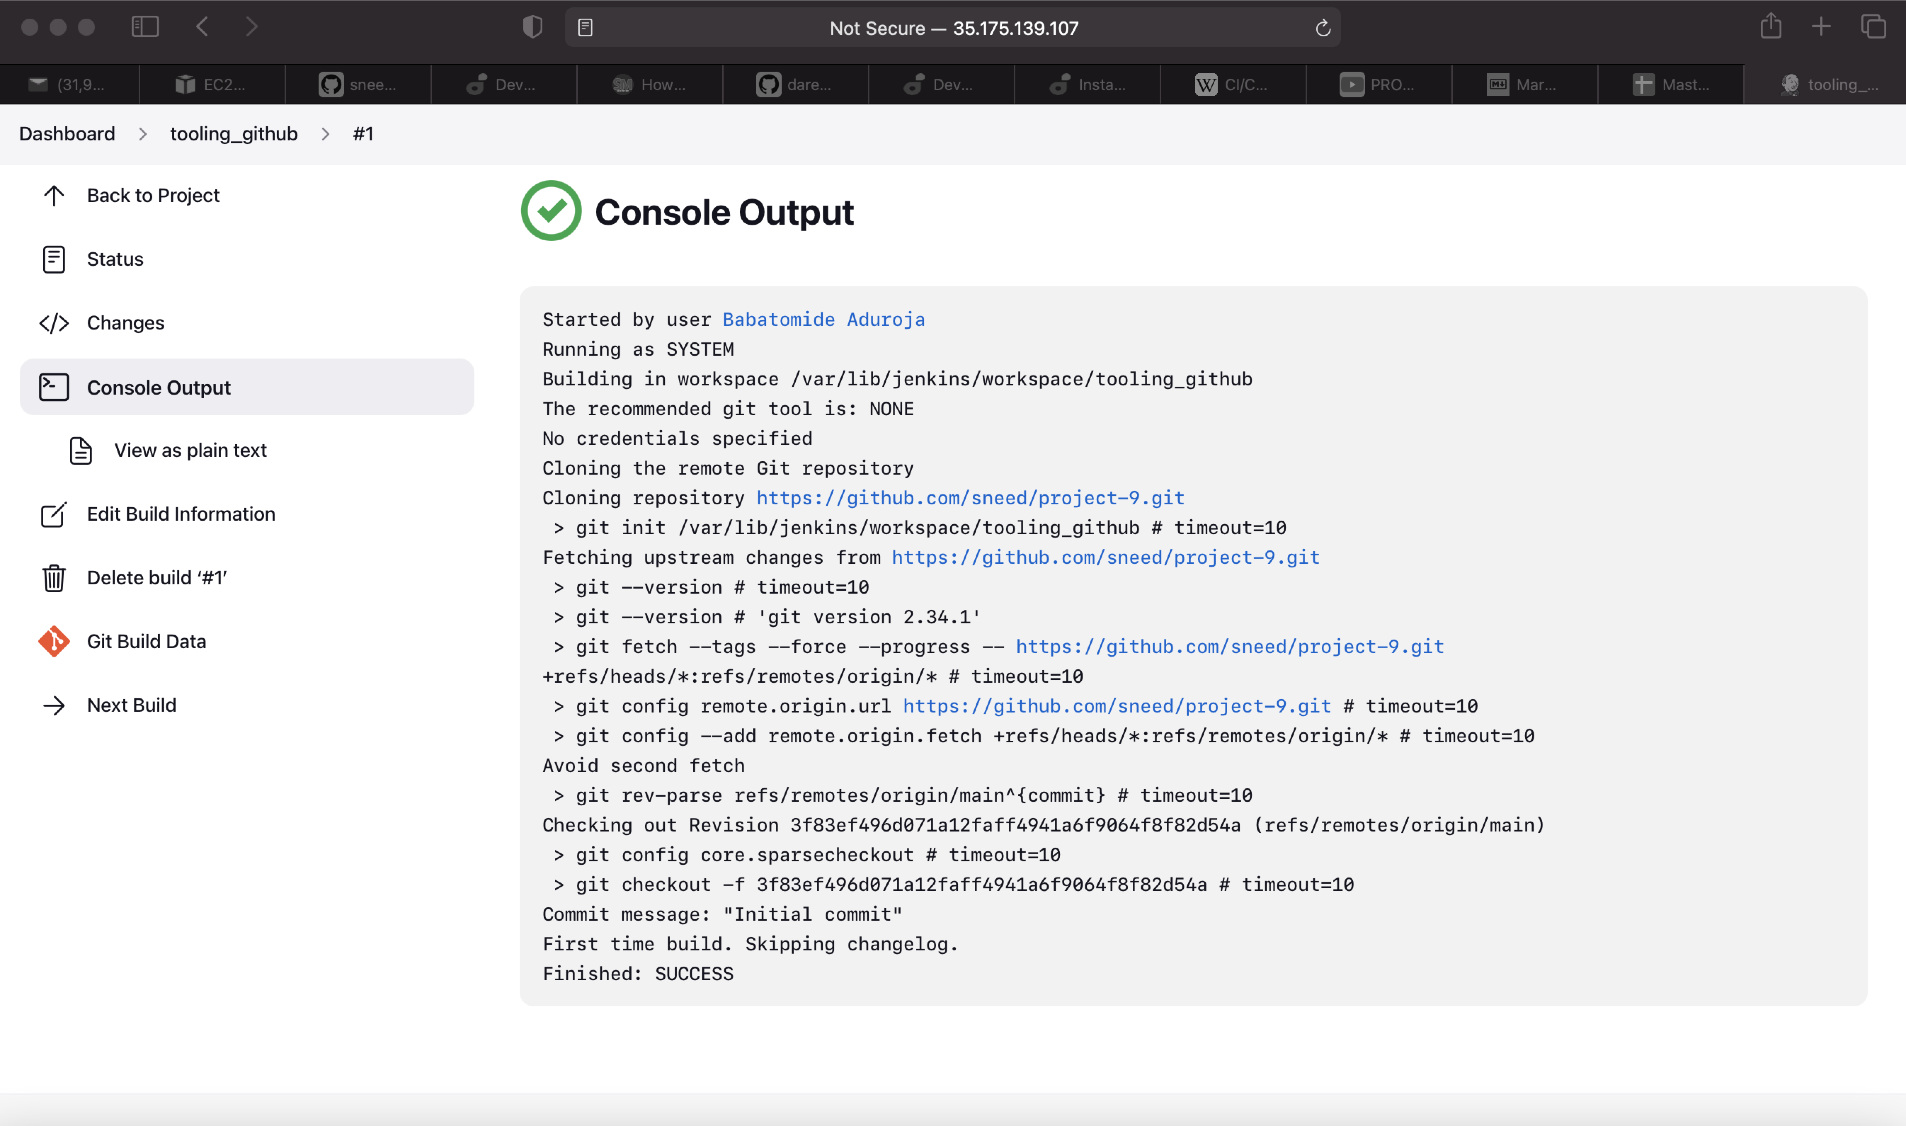 Not Secure — 35.175.139.107
(31,9...
EC2...
snee...
Dev...
How...
dare...
Dev...
Insta...
W CI/C...
PRO...
Mar...
Mast...
tooling_...
Dashboard > tooling_github > #1
Back to Project
Status
Changes
Console Output
View as plain text
Edit Build Information
Delete build ‘#1’
Git Build Data
Next Build
Console Output
Started by user Babatomide Aduroja
Running as SYSTEM
Building in workspace /var/lib/jenkins/workspace/tooling_github
The recommended git tool is: NONE
No credentials specified
Cloning the remote Git repository
Cloning repository https://github.com/sneed/project-9.git
> git init /var/lib/jenkins/workspace/tooling_github # timeout=10
Fetching upstream changes from https://github.com/sneed/project-9.git
> git --version # timeout=10
> git --version # 'git version 2.34.1'
> git fetch --tags --force --progress -- https://github.com/sneed/project-9.git
+refs/heads/*:refs/remotes/origin/* # timeout=10
> git config remote.origin.url https://github.com/sneed/project-9.git # timeout=10
> git config --add remote.origin.fetch +refs/heads/*:refs/remotes/origin/* # timeout=10
Avoid second fetch
> git rev-parse refs/remotes/origin/main^{commit} # timeout=10
Checking out Revision 3f83ef496d071a12faff4941a6f9064f8f82d54a (refs/remotes/origin/main)
> git config core.sparsecheckout # timeout=10
> git checkout -f 3f83ef496d071a12faff4941a6f9064f8f82d54a # timeout=10
Commit message: "Initial commit"
First time build. Skipping changelog.
Finished: SUCCESS